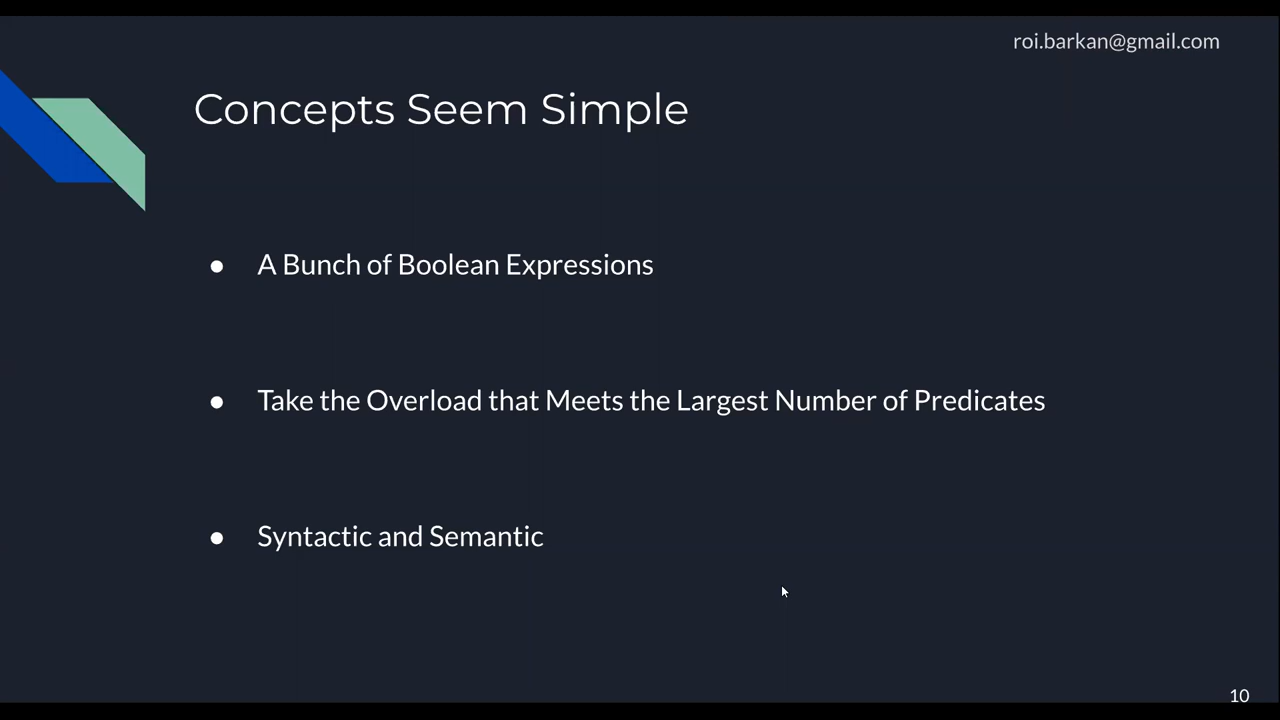 roi.barkan@gmail.com
Concepts Seem Simple
● A Bunch of Boolean Expressions
● Take the Overload that Meets the Largest Number of Predicates
● Syntactic and Semantic
10